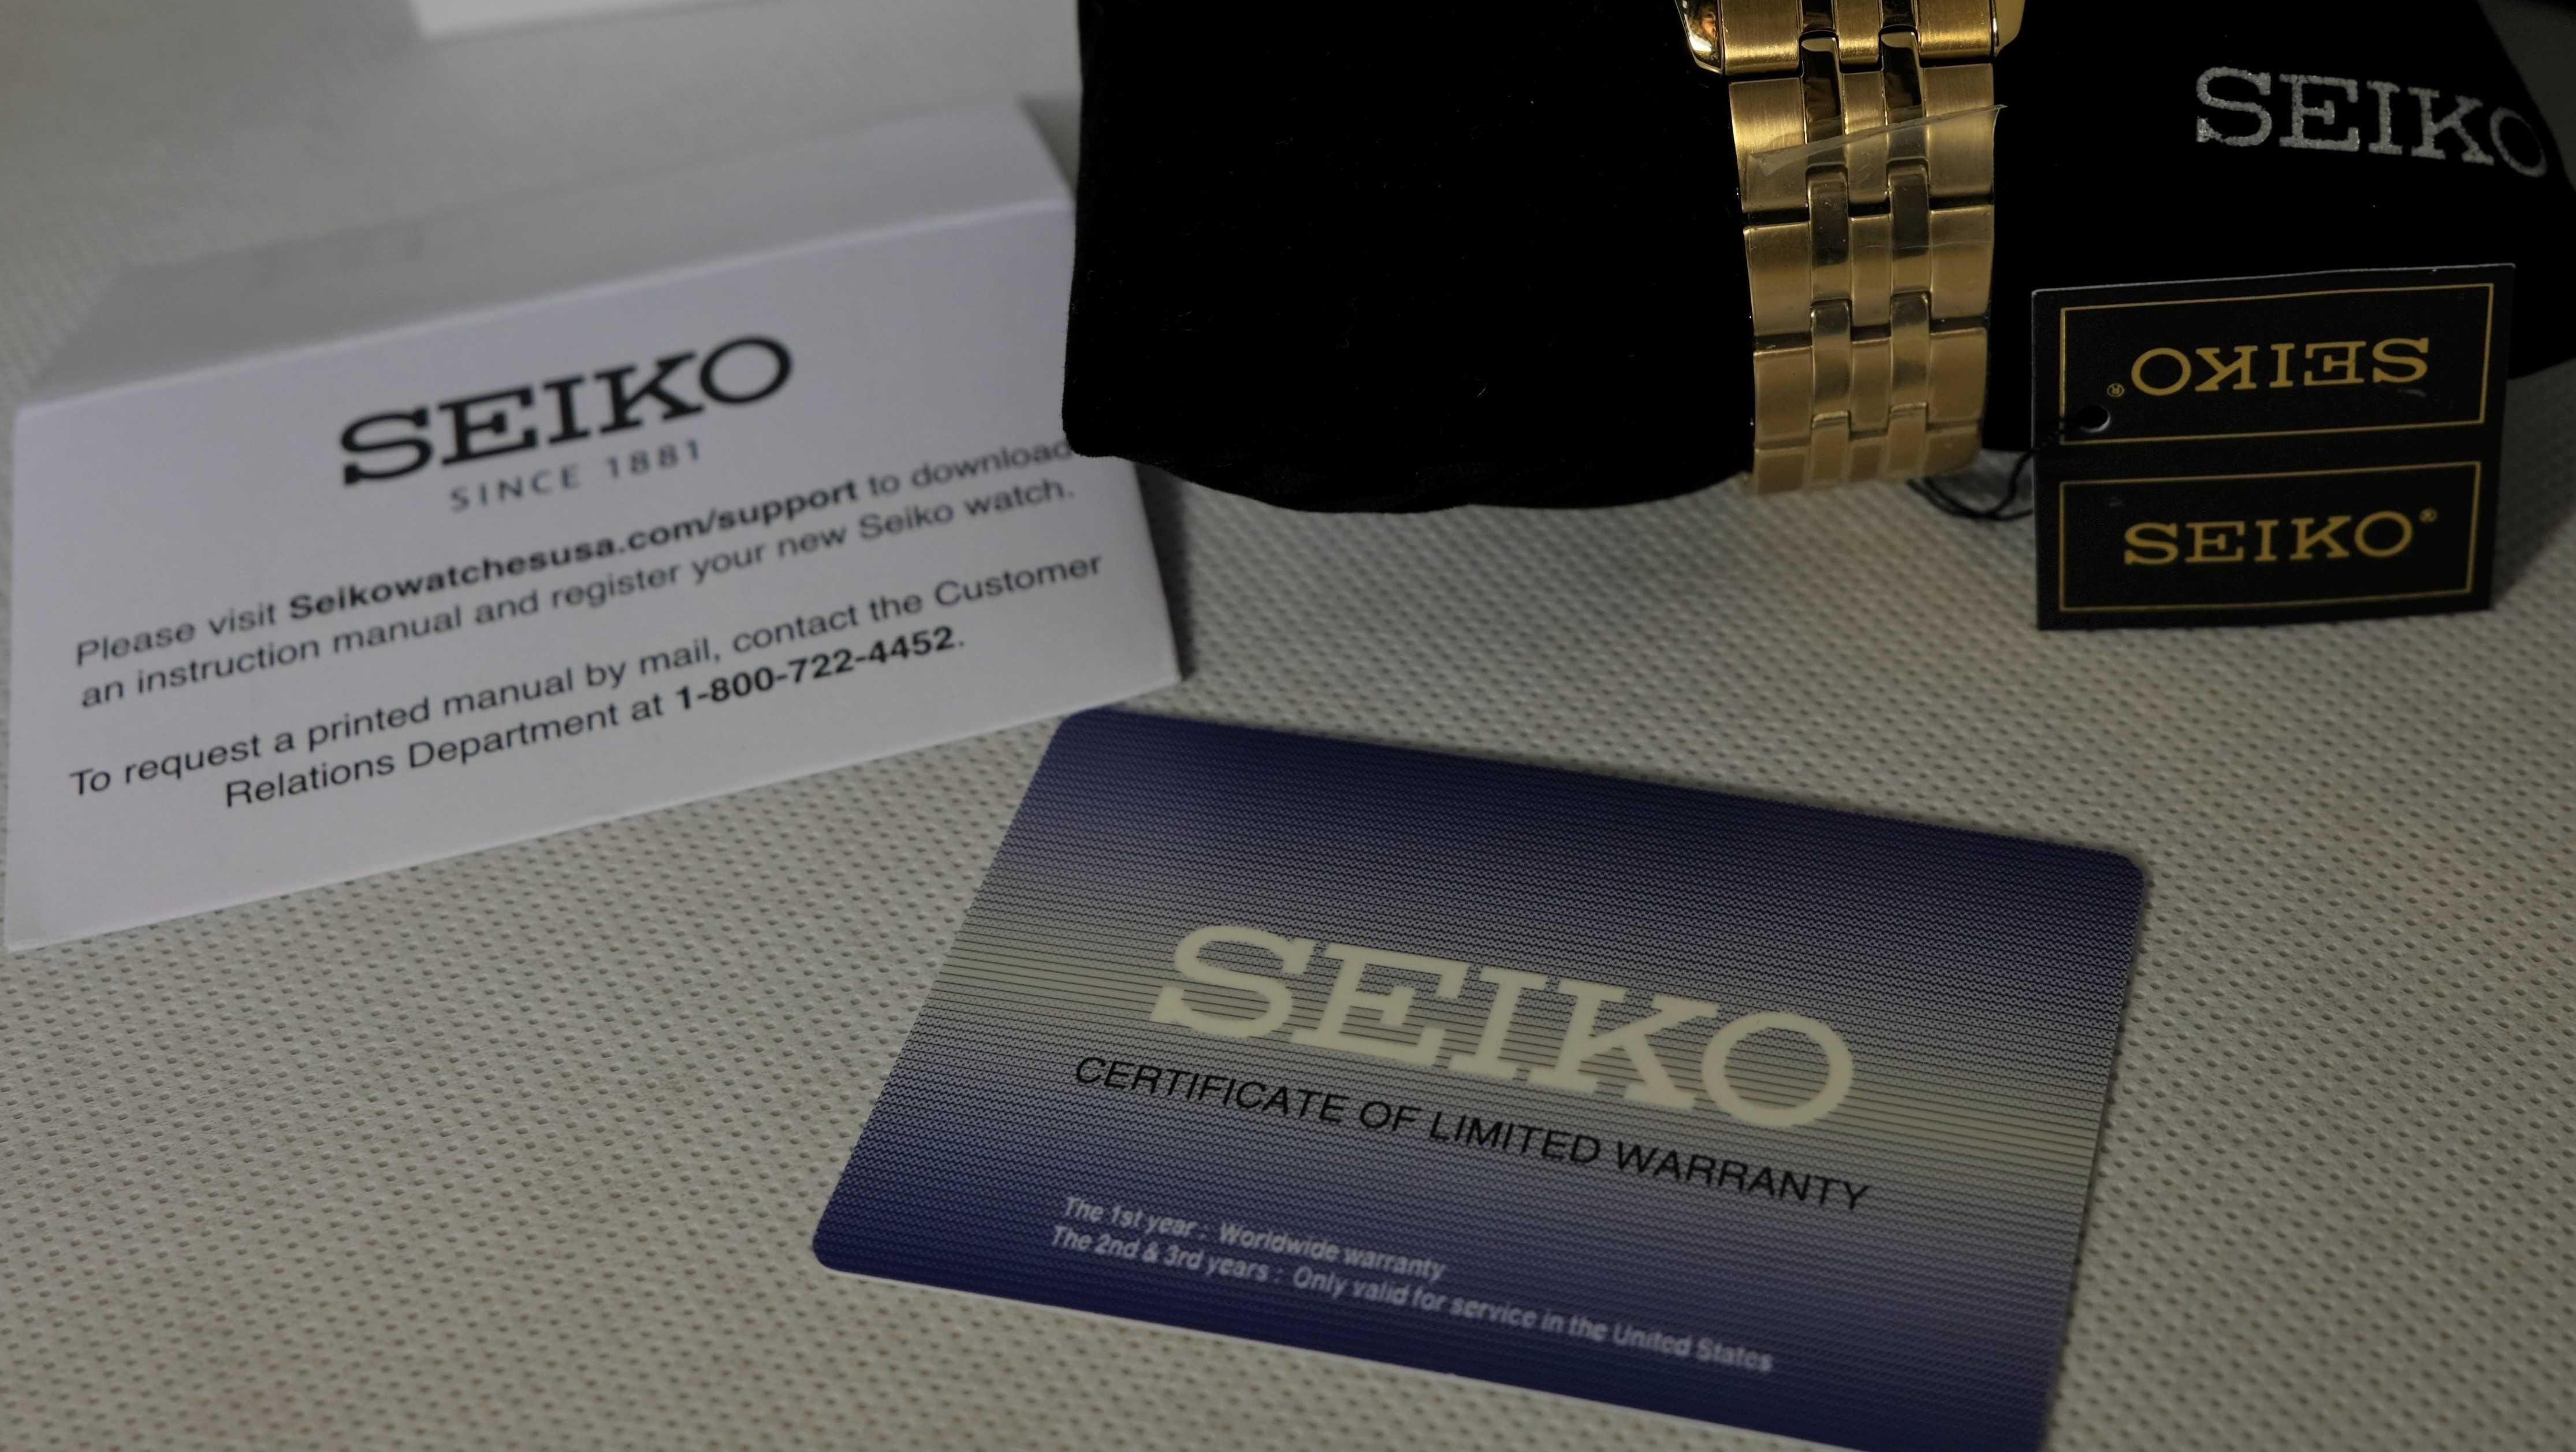 SEIKO
SINCE 1881
Please visit Seikowatchesusa.com/support to download
an instruction manual and register your new Seiko watch.
To request a printed manual by mail, contact the Customer
Relations Department at 1-800-722-4452.
SEIKO
SEIKO®
SEIKO®
SEIKO
CERTIFICATE OF LIMITED WARRANTY
The 1st year : Worldwide warranty
The 2nd & 3rd years : Only valid for service in the United States